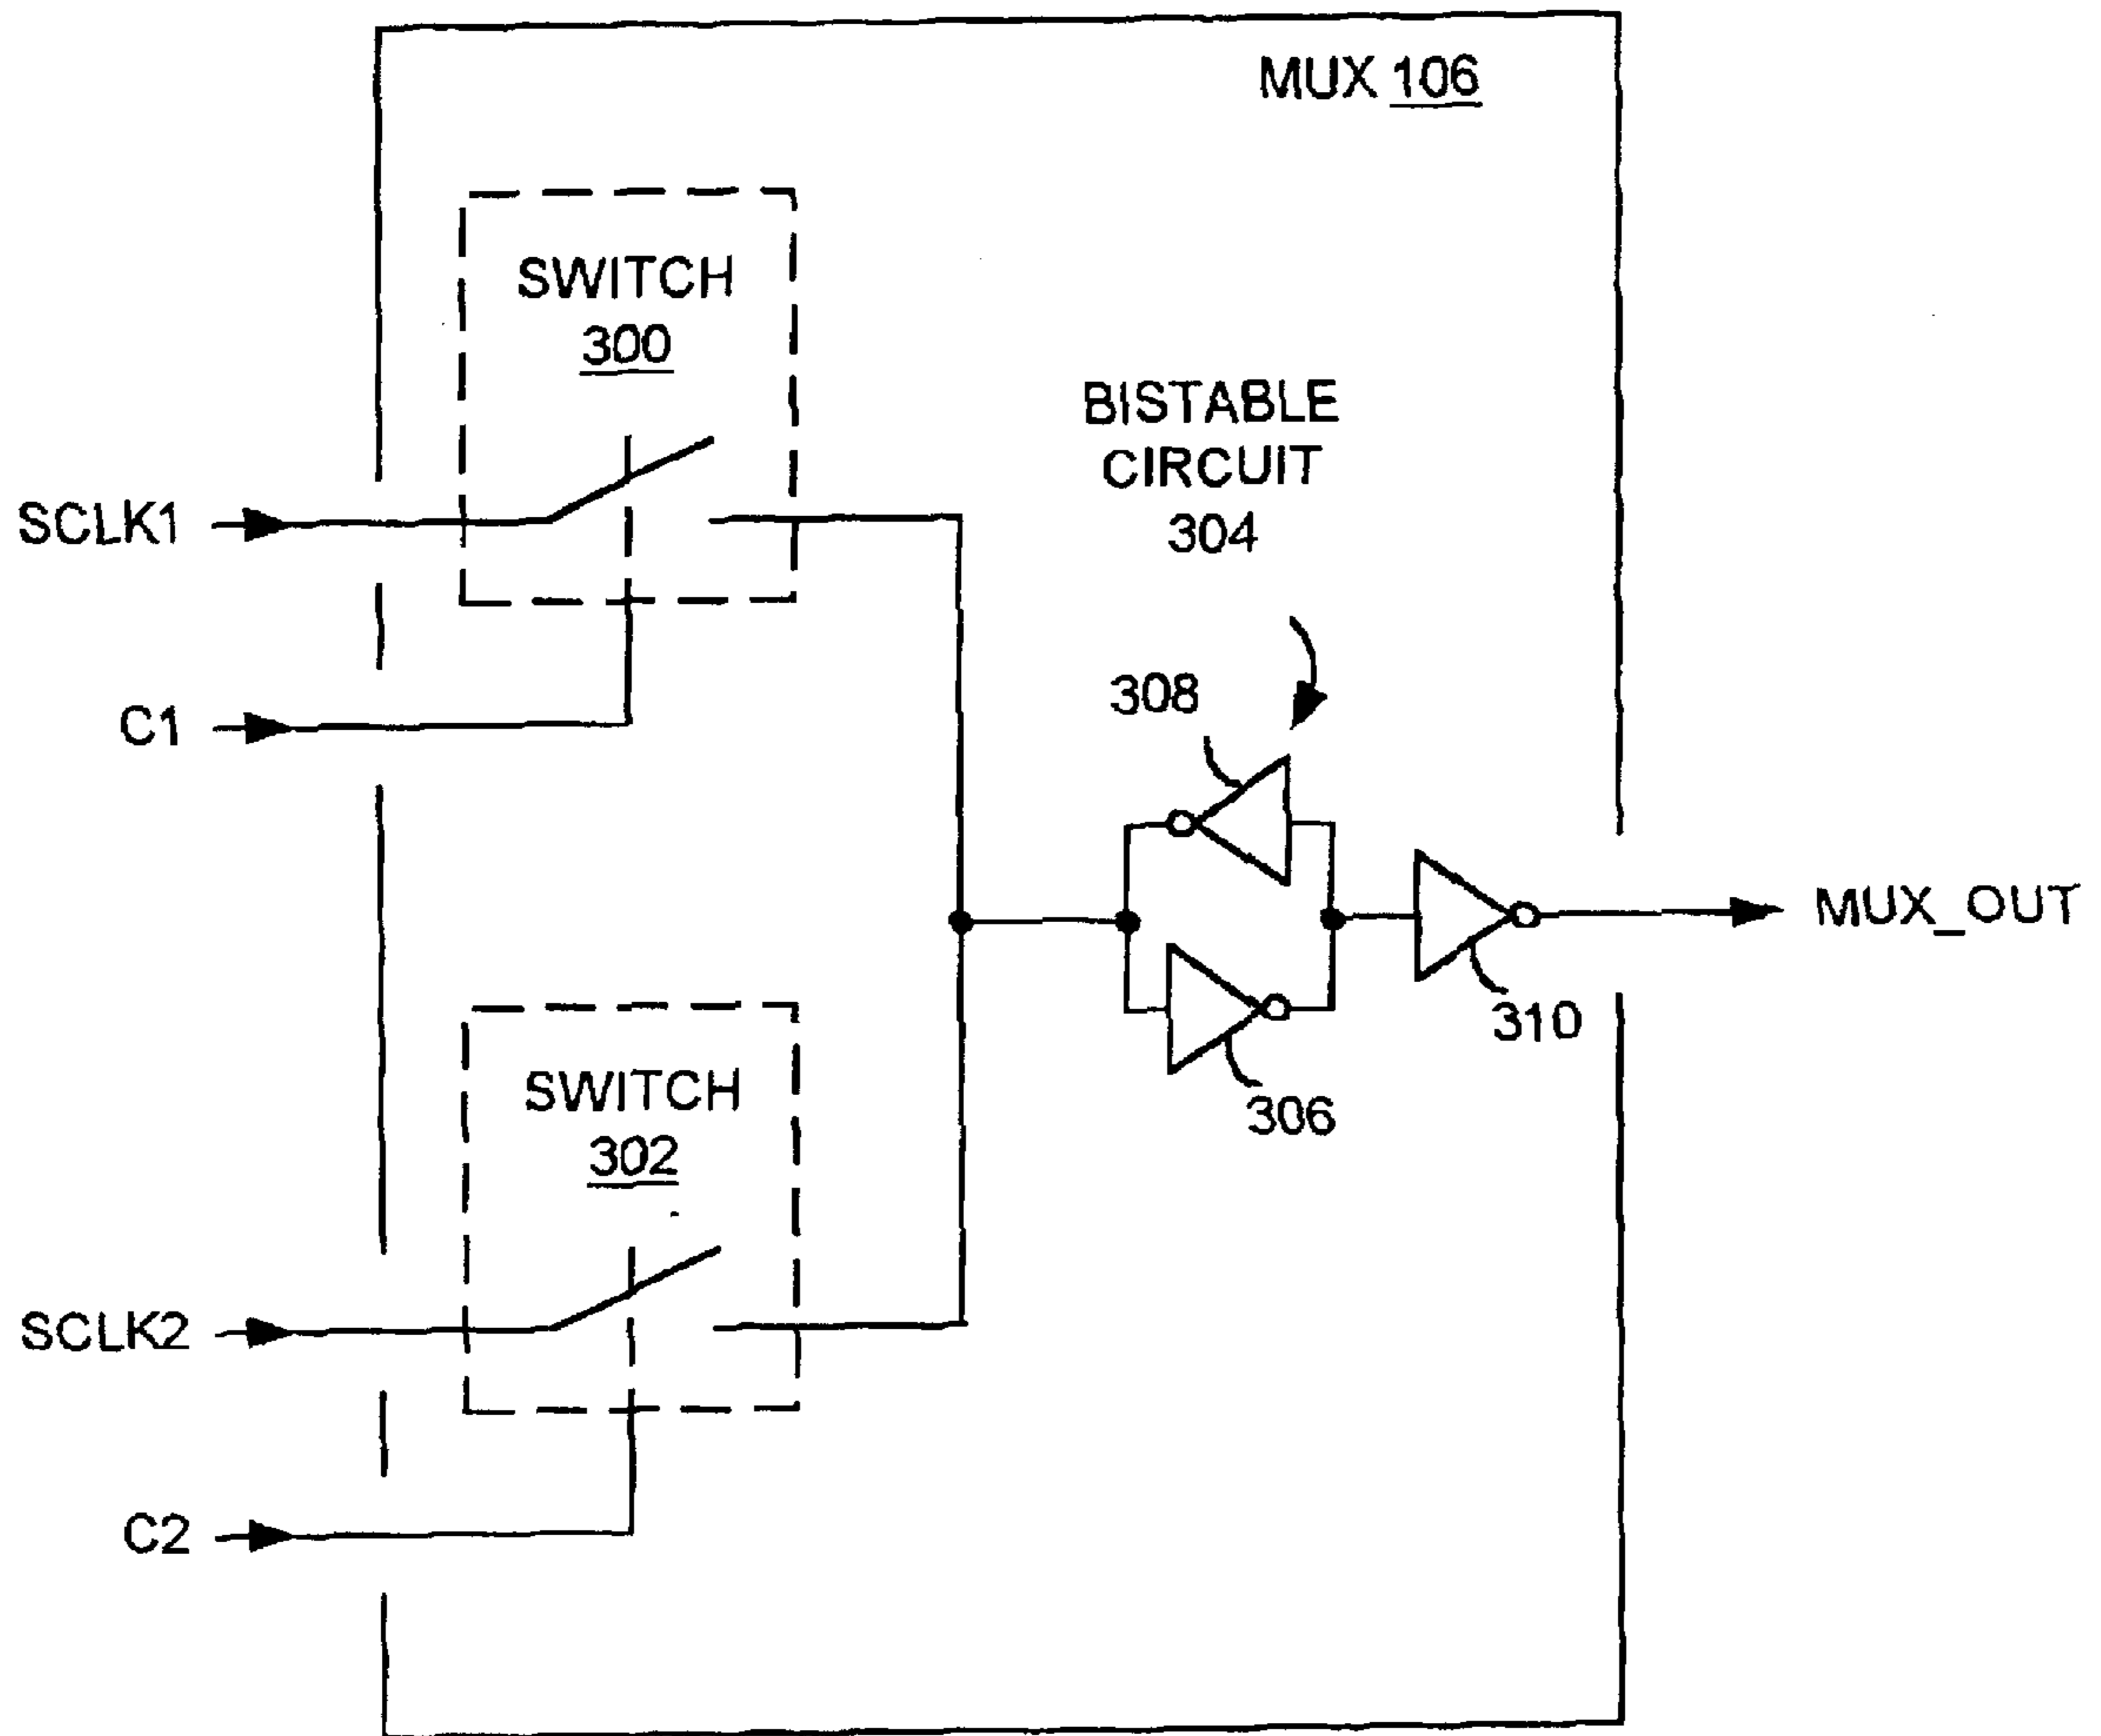 MUX 106
SWITCH
300
BISTABLE
CIRCUIT
304
SCLK1
308
C1
MUX_OUT
310
SWITCH
302
306
SCLK2
C2